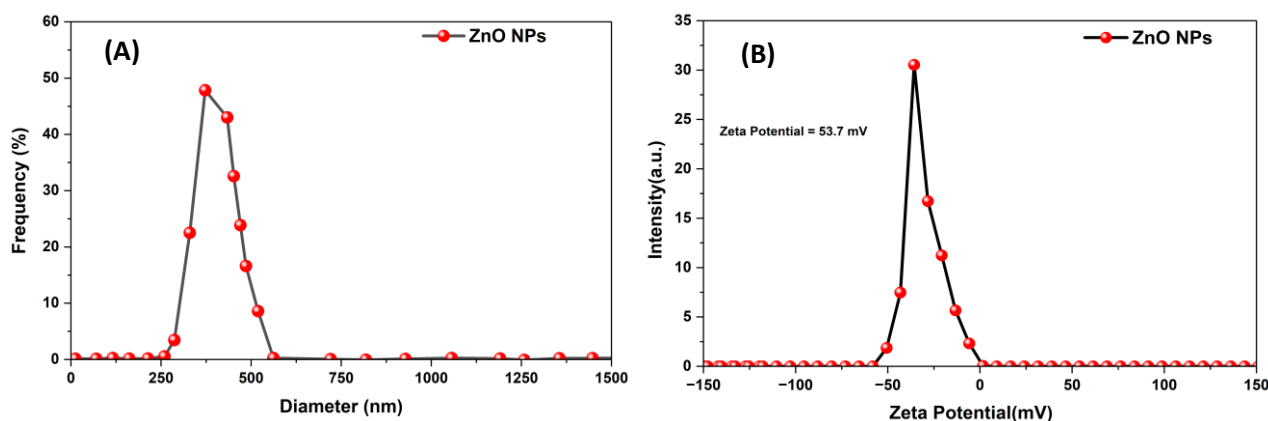 (A)
ZnO NPs
Frequency (%)
60
50
40
30
20
10
0
0 250 500 750 1000 1250 1500
Diameter (nm)
(B)
ZnO NPs
Zeta Potential = 53.7 mV
Intensity(a.u.)
35
30
25
20
15
10
5
0
−150 −100 −50 0 50 100 150
Zeta Potential(mV)